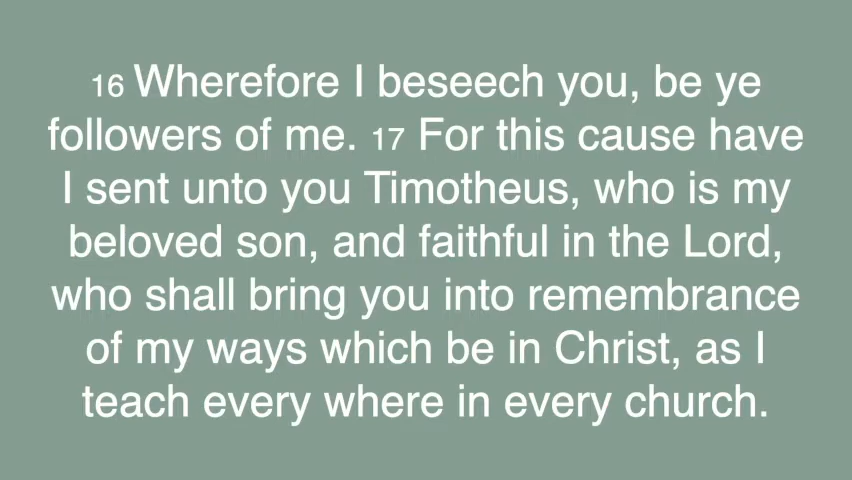 16 Wherefore I beseech you, be ye
followers of me. 17 For this cause have
I sent unto you Timotheus, who is my
beloved son, and faithful in the Lord,
who shall bring you into remembrance
of my ways which be in Christ, as I
teach every where in every church.